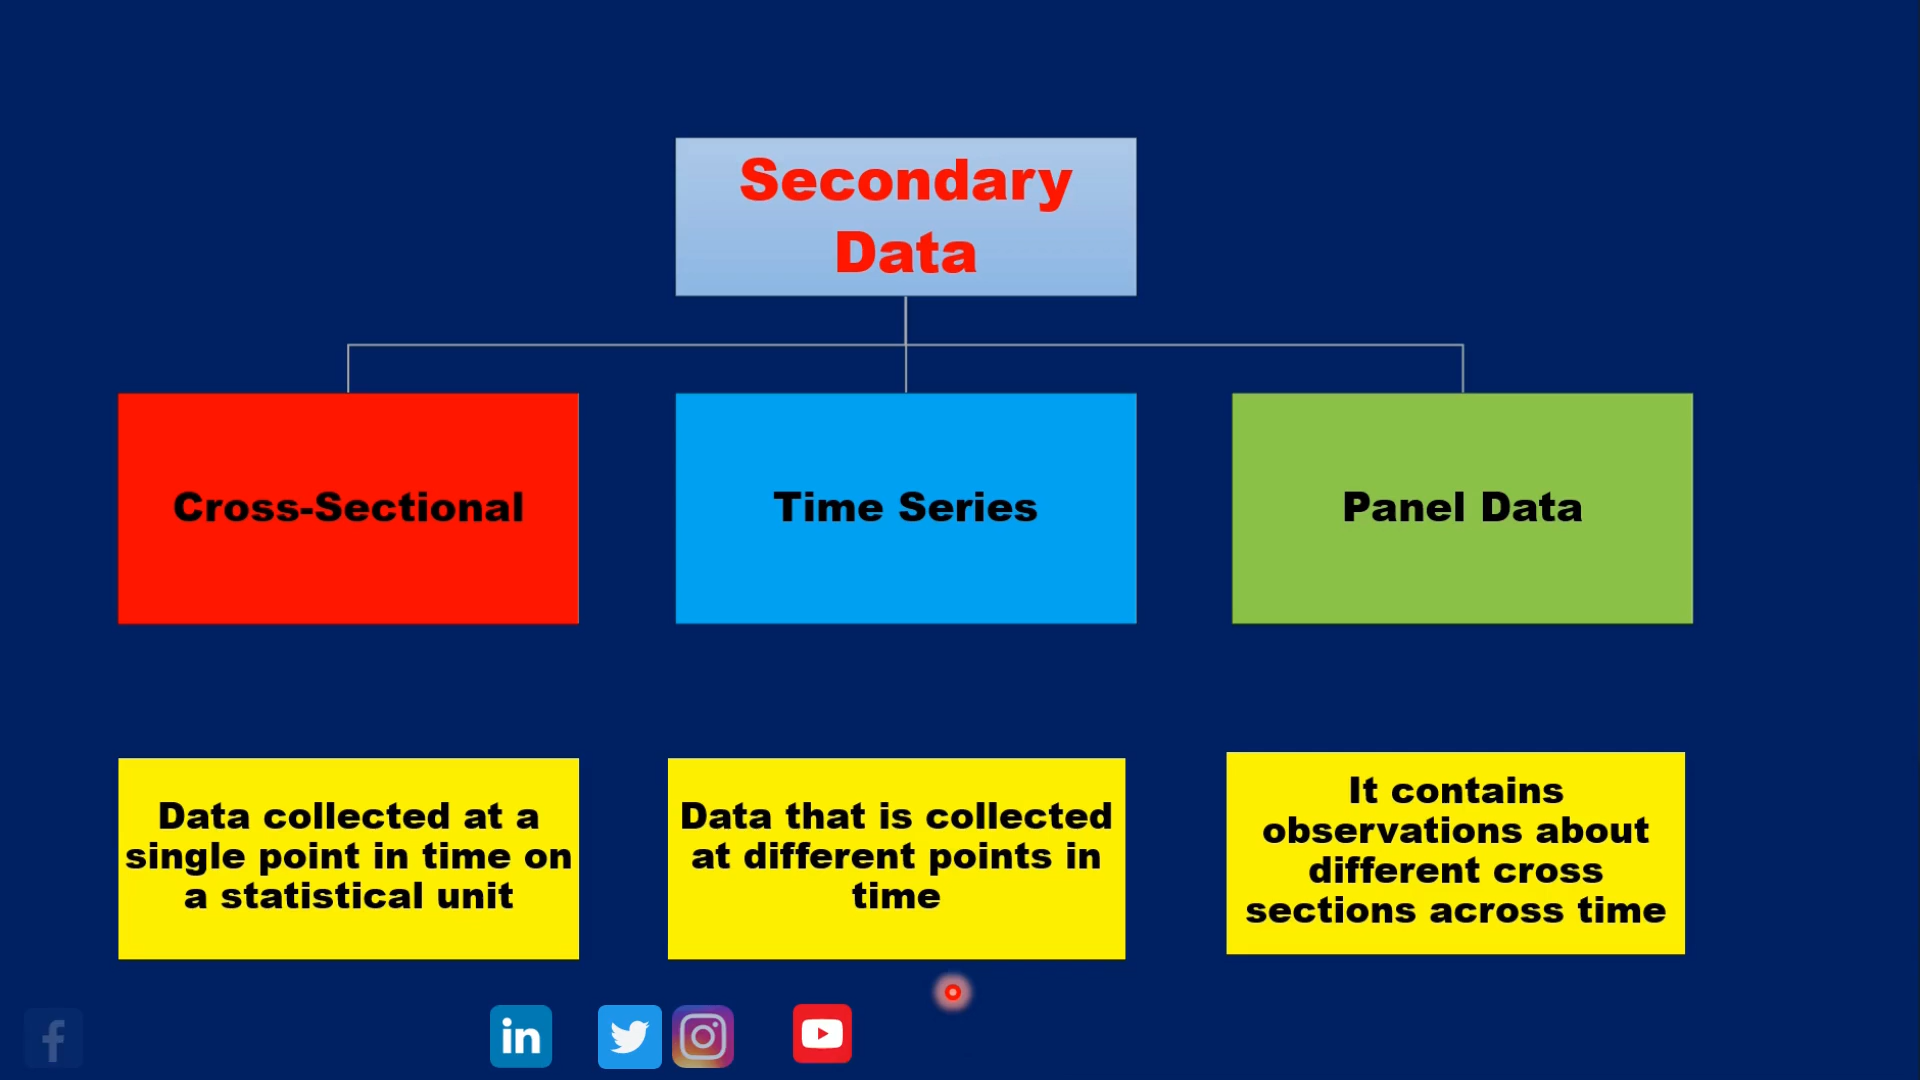 Secondary
Data
Cross-Sectional
Time Series
Panel Data
Data collected at a
single point in time on
a statistical unit
Data that is collected
at different points in
time
It contains
observations about
different cross
sections across time
f
in